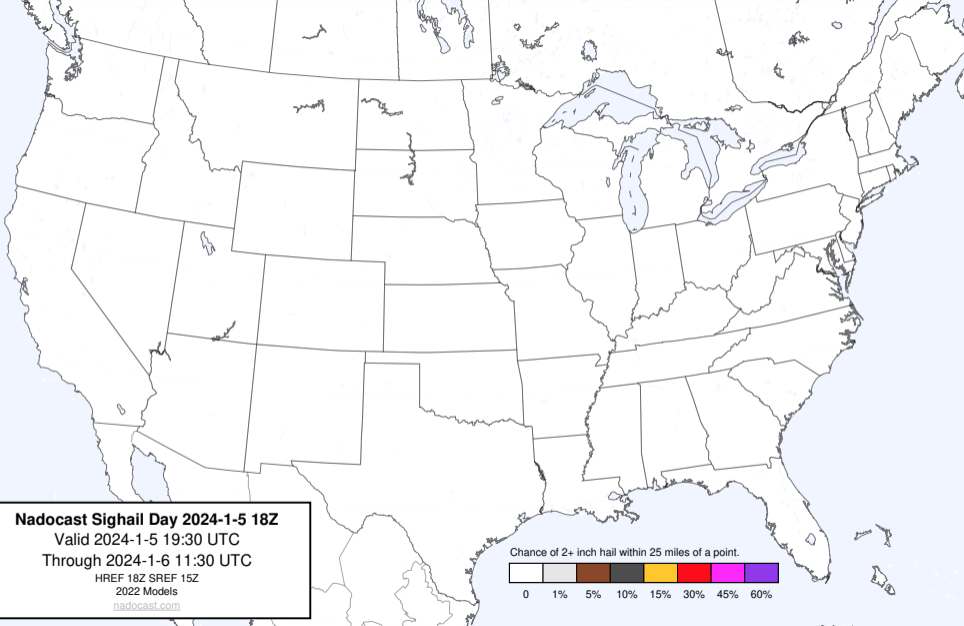 Nadocast Sighail Day 2024-1-5 18Z
Valid 2024-1-5 19:30 UTC
Through 2024-1-6 11:30 UTC
HREF 18Z SREF 15Z
2022 Models
nadocast.com
Chance of 2+ inch hail within 25 miles of a point.
0 1% 5% 10% 15% 30% 45% 60%